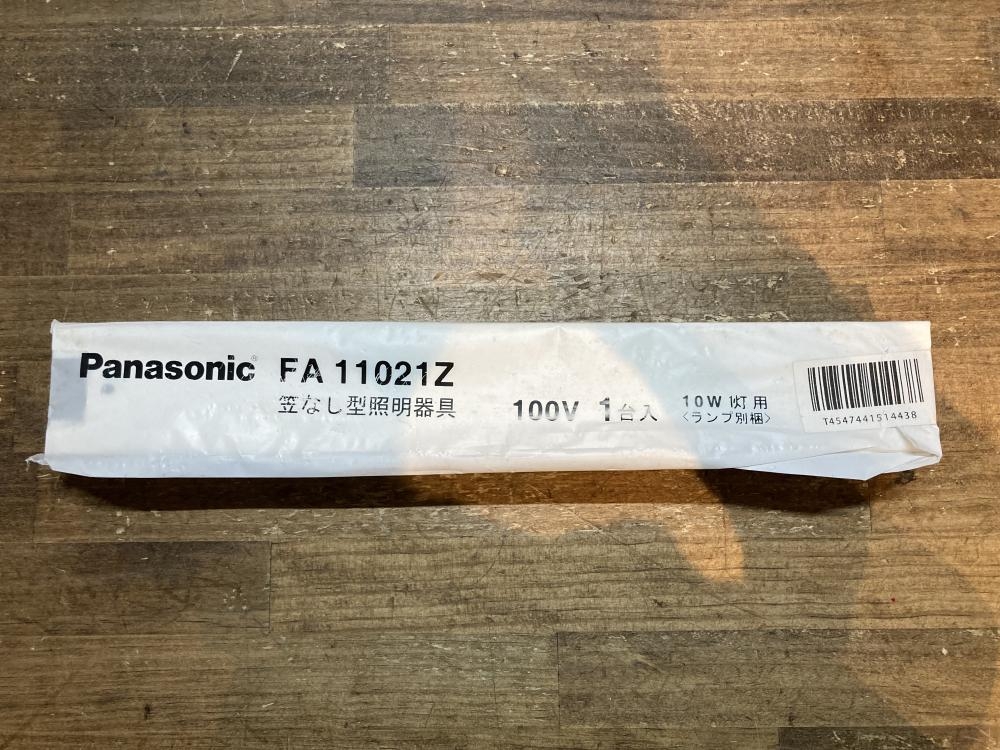 Panasonic® FA 11021Z
笠なし型照明器具 100V 1台入
10W 1灯用
〈ランプ別梱〉
T4547441514438